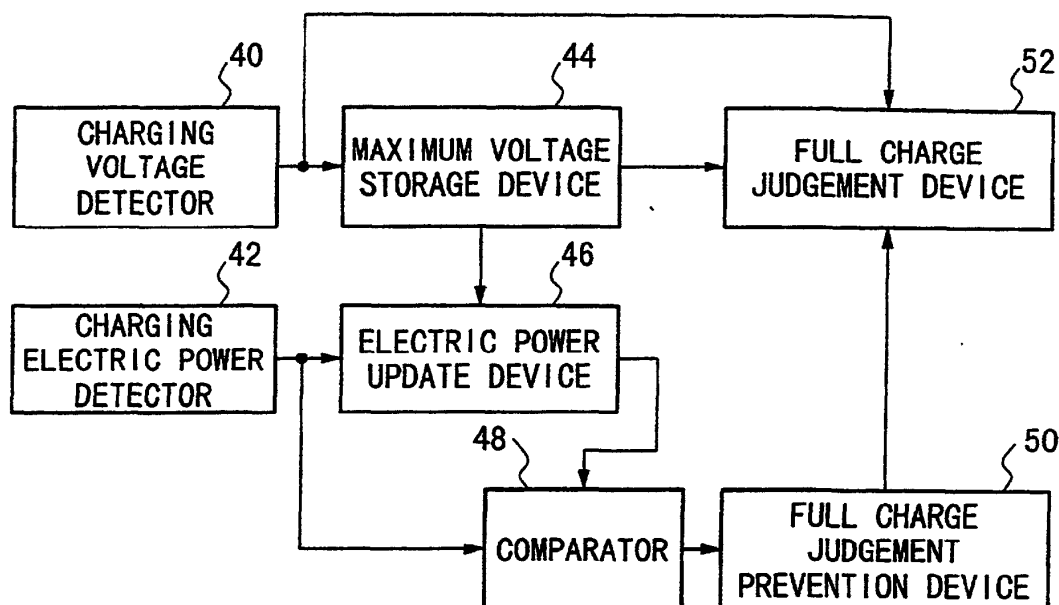 40
CHARGING
VOLTAGE
DETECTOR
44
MAXIMUM VOLTAGE
STORAGE DEVICE
52
FULL CHARGE
JUDGEMENT DEVICE
42
CHARGING
ELECTRIC POWER
DETECTOR
46
ELECTRIC POWER
UPDATE DEVICE
48
COMPARATOR
50
FULL CHARGE
JUDGEMENT
PREVENTION DEVICE